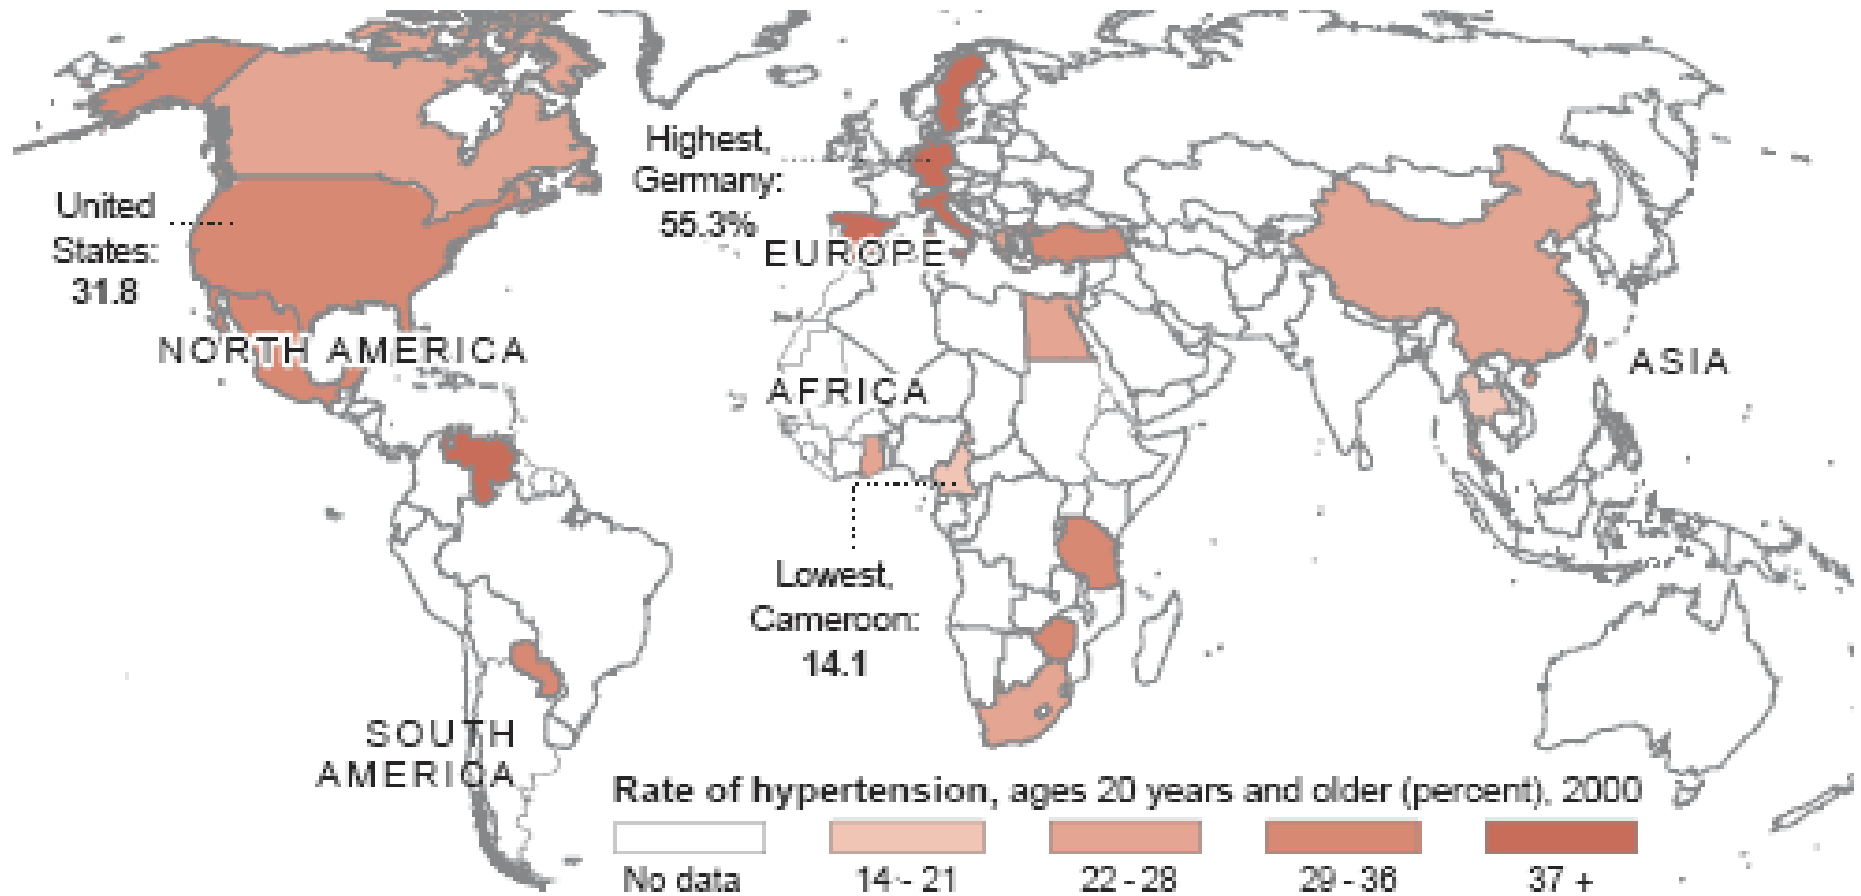 Highest,
Germany:
55.3%
United
States:
31.8
EUROPE
NORTH AMERICA
ASIA
AFRICA
Lowest,
Cameroon:
14.1
SOUTH
AMERICA
Rate of hypertension, ages 20 years and older (percent), 2000
No data 14 - 21 22 - 28 29 - 36 37 +